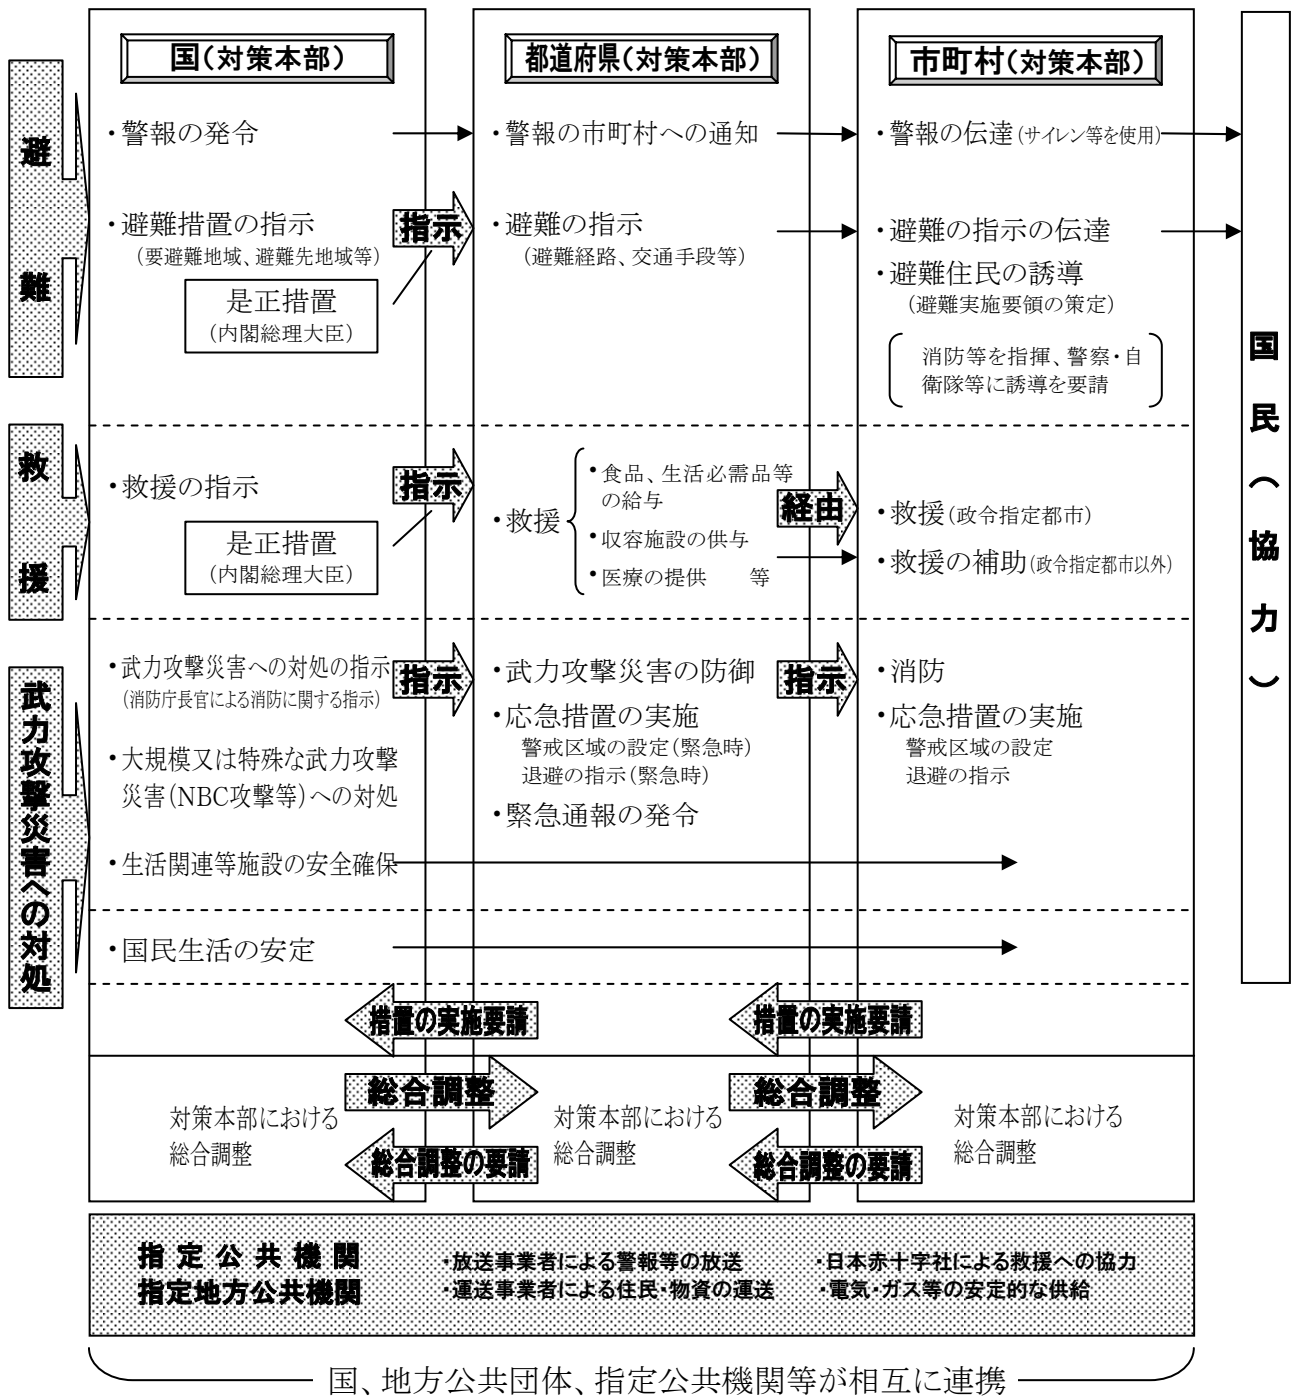 国(対策本部)
都道府県(対策本部)
市町村(対策本部)
避難
・警報の発令
・警報の市町村への通知
・警報の伝達(サイレン等を使用)
・避難措置の指示
(要避難地域、避難先地域等)
指示
・避難の指示
(避難経路、交通手段等)
・避難の指示の伝達
・避難住民の誘導
(避難実施要領の策定)
是正措置
(内閣総理大臣)
消防等を指揮、警察・自
衛隊等に誘導を要請
国民(協力)
救援
・救援の指示
指示
是正措置
(内閣総理大臣)
・救援
・食品、生活必需品等
の給与
・収容施設の供与
・医療の提供 等
経由
・救援(政令指定都市)
・救援の補助(政令指定都市以外)
武力攻撃災害への対処
・武力攻撃災害への対処の指示
(消防庁長官による消防に関する指示)
指示
・大規模又は特殊な武力攻撃
災害(NBC攻撃等)への対処
・生活関連等施設の安全確保
・武力攻撃災害の防御
・応急措置の実施
警戒区域の設定(緊急時)
退避の指示(緊急時)
・緊急通報の発令
指示
・消防
・応急措置の実施
警戒区域の設定
退避の指示
・国民生活の安定
措置の実施要請
措置の実施要請
対策本部における
総合調整
総合調整
総合調整の要請
対策本部における
総合調整
総合調整
総合調整の要請
対策本部における
総合調整
指定公共機関
指定地方公共機関
・放送事業者による警報等の放送
・運送事業者による住民・物資の運送
・日本赤十字社による救援への協力
・電気・ガス等の安定的な供給
国、地方公共団体、指定公共機関等が相互に連携